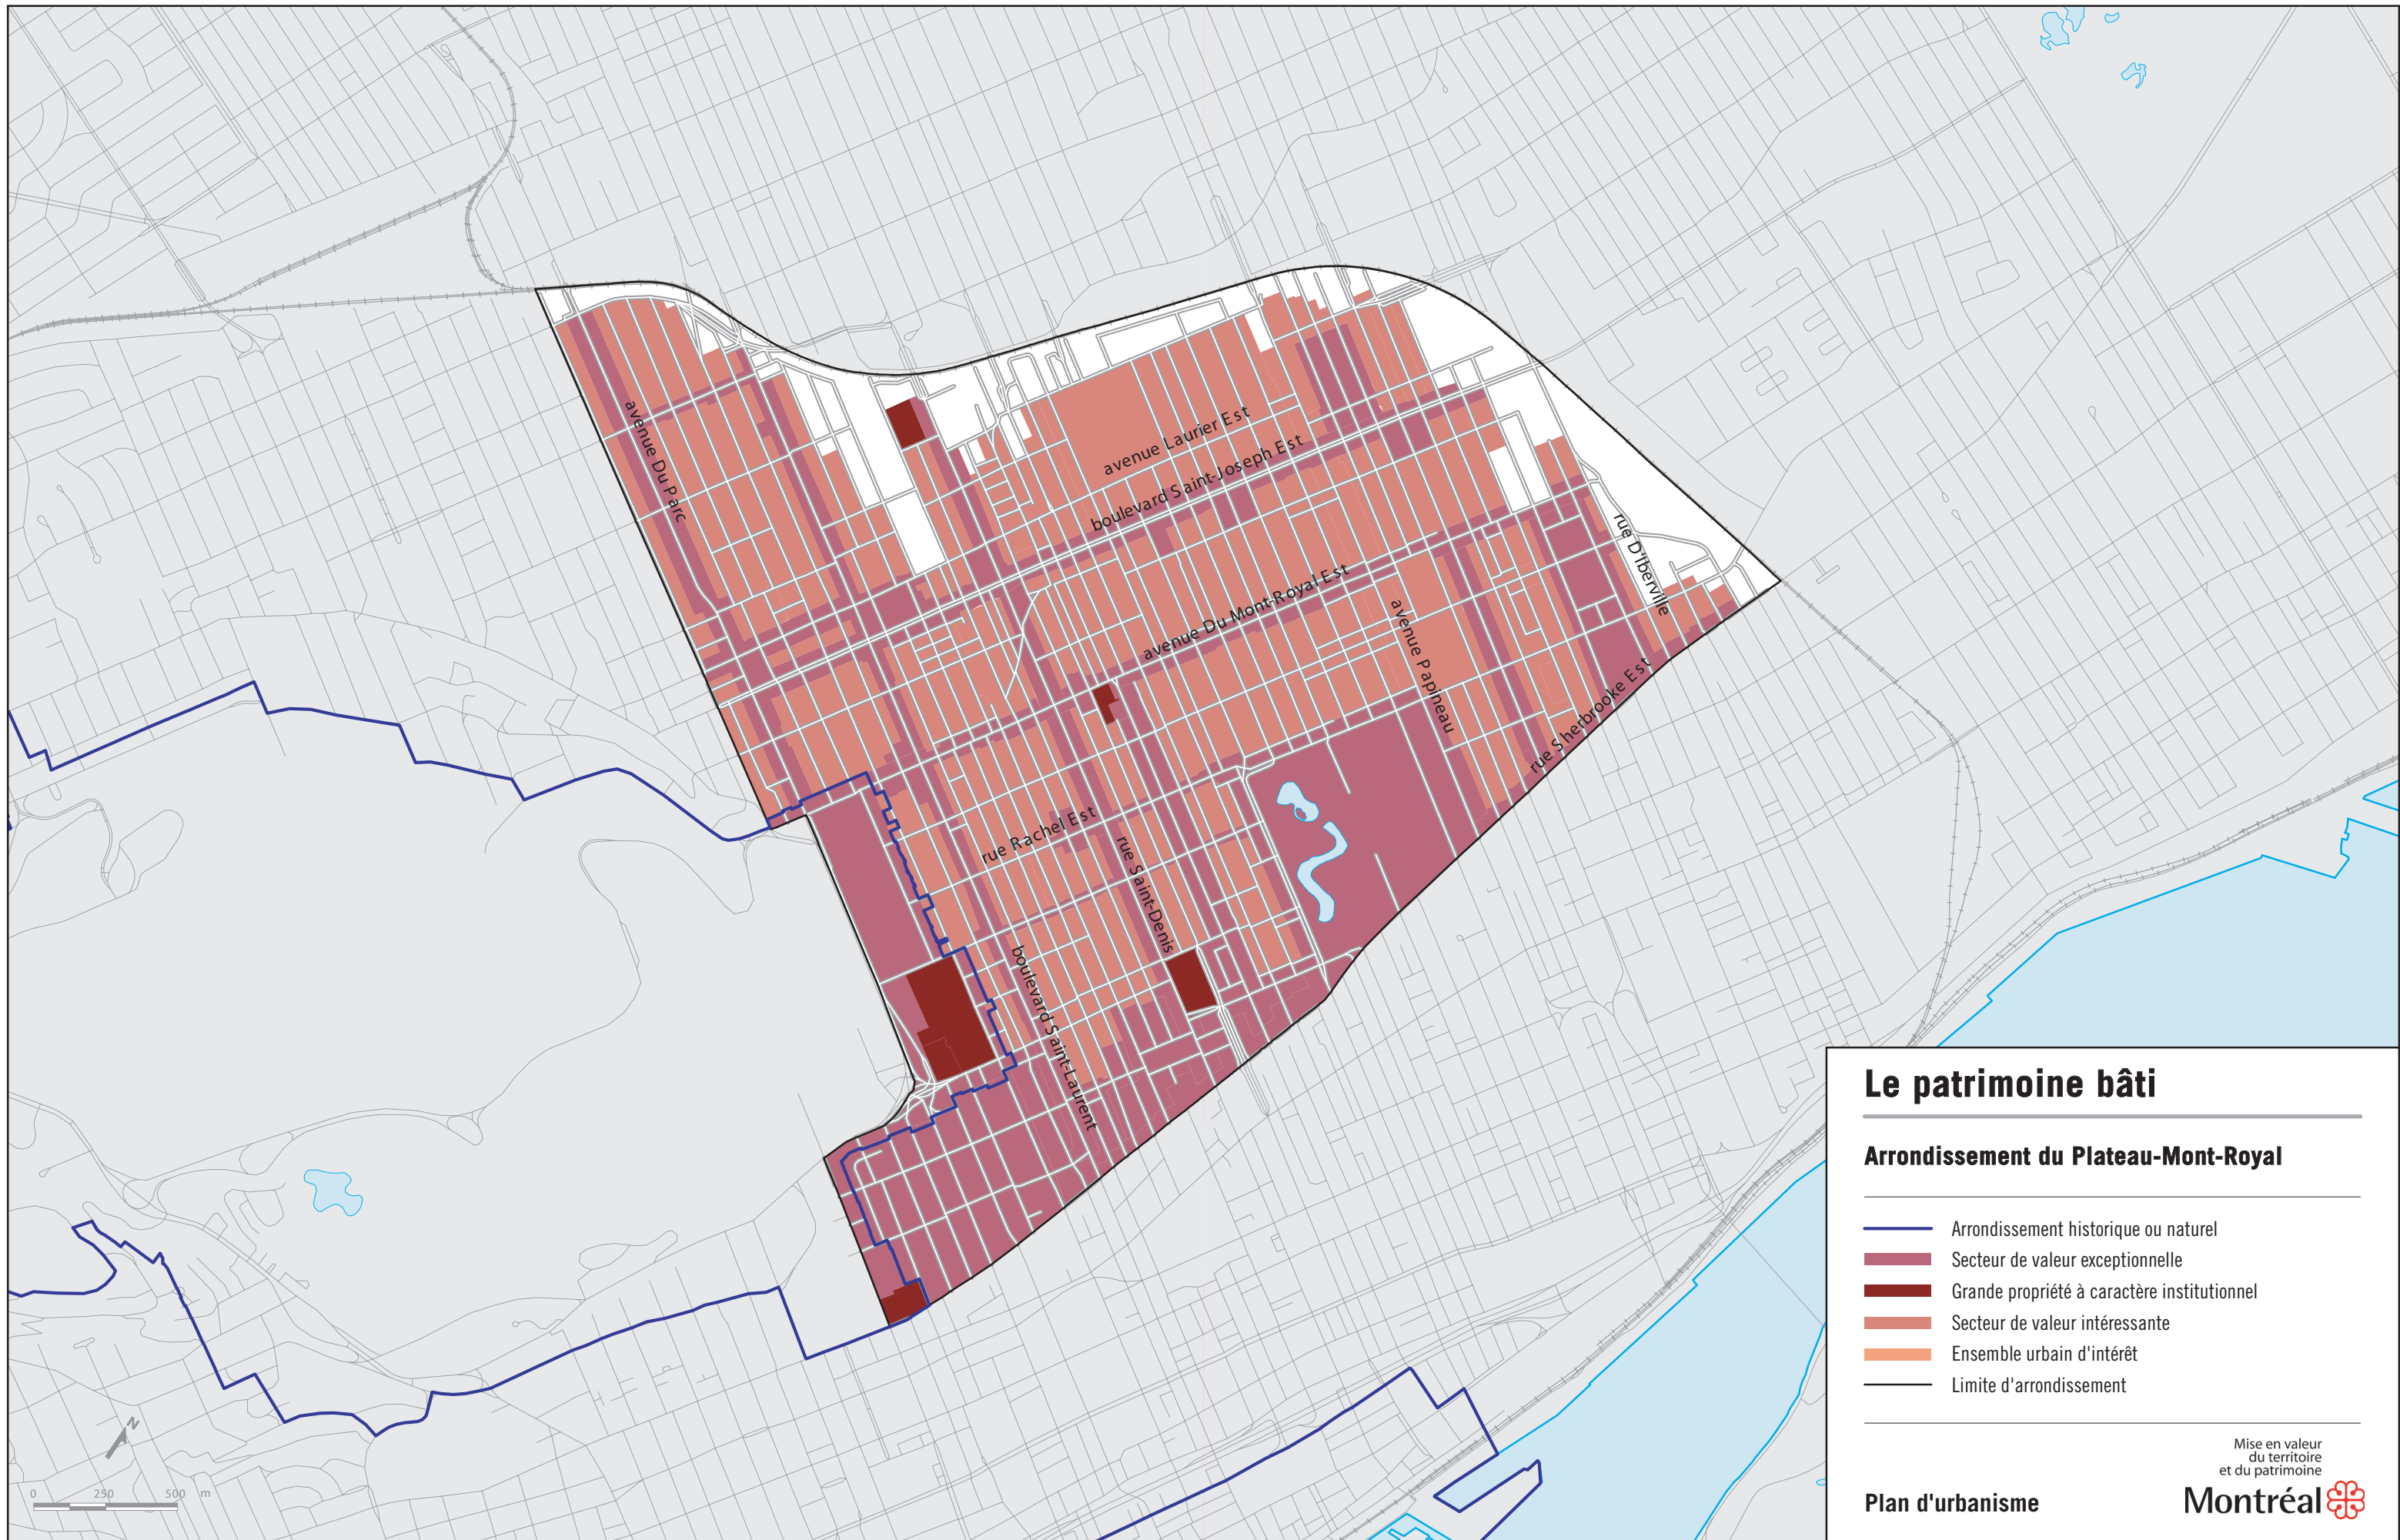 avenue Du Parc
avenue Laurier Est
boulevard Saint-Joseph Est
avenue Du Mont-Royal Est
rue D'Iberville
avenue Papineau
rue Sherbrooke Est
rue Rachel Est
rue Saint-Denis
boulevard Saint-Laurent
N
0 250 500 m
Le patrimoine bâti
Arrondissement du Plateau-Mont-Royal
Arrondissement historique ou naturel
Secteur de valeur exceptionnelle
Grande propriété à caractère institutionnel
Secteur de valeur intéressante
Ensemble urbain d'intérêt
Limite d'arrondissement
Mise en valeur
du territoire
et du patrimoine
Plan d'urbanisme
Montréal